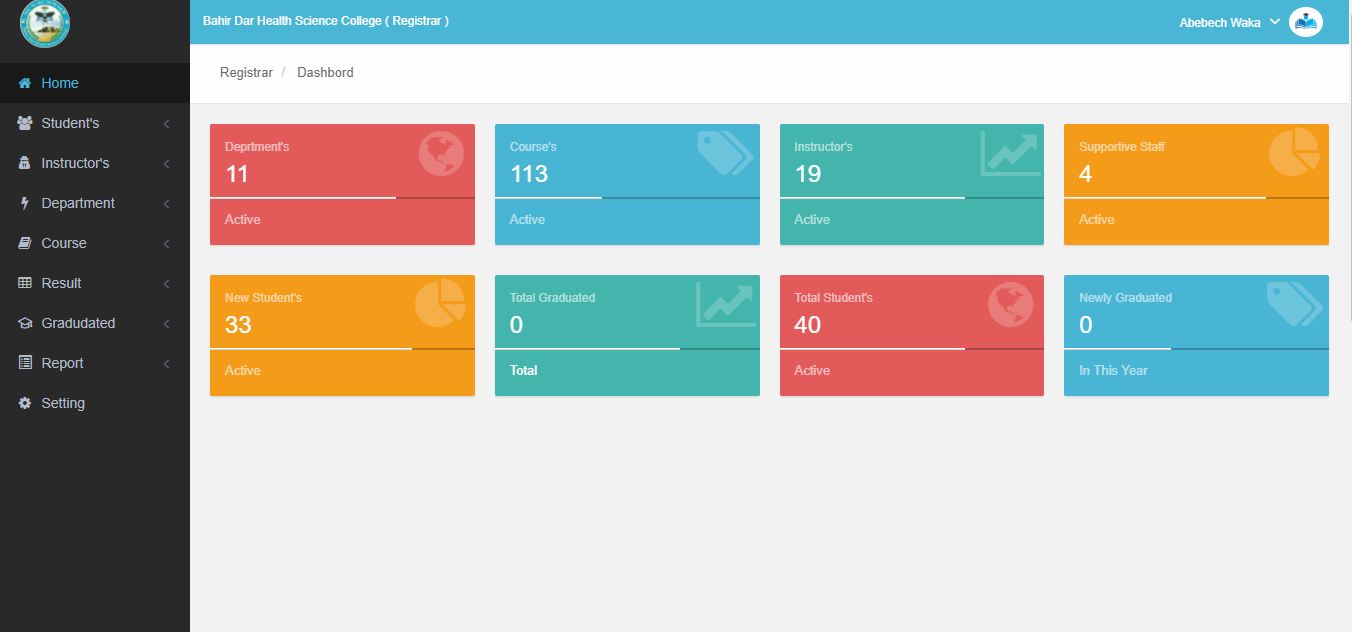 Bahir Dar Health Science College ( Registrar )
Abebech Waka
Home
Student's
Instructor's
Department
Course
Result
Gradudated
Report
Setting
Registrar / Dashbord
Deprtment's
11
Active
Course's
113
Active
Instructor's
19
Active
Supportive Staff
4
Active
New Student's
33
Active
Total Graduated
0
Total
Total Student's
40
Active
Newly Graduated
0
In This Year